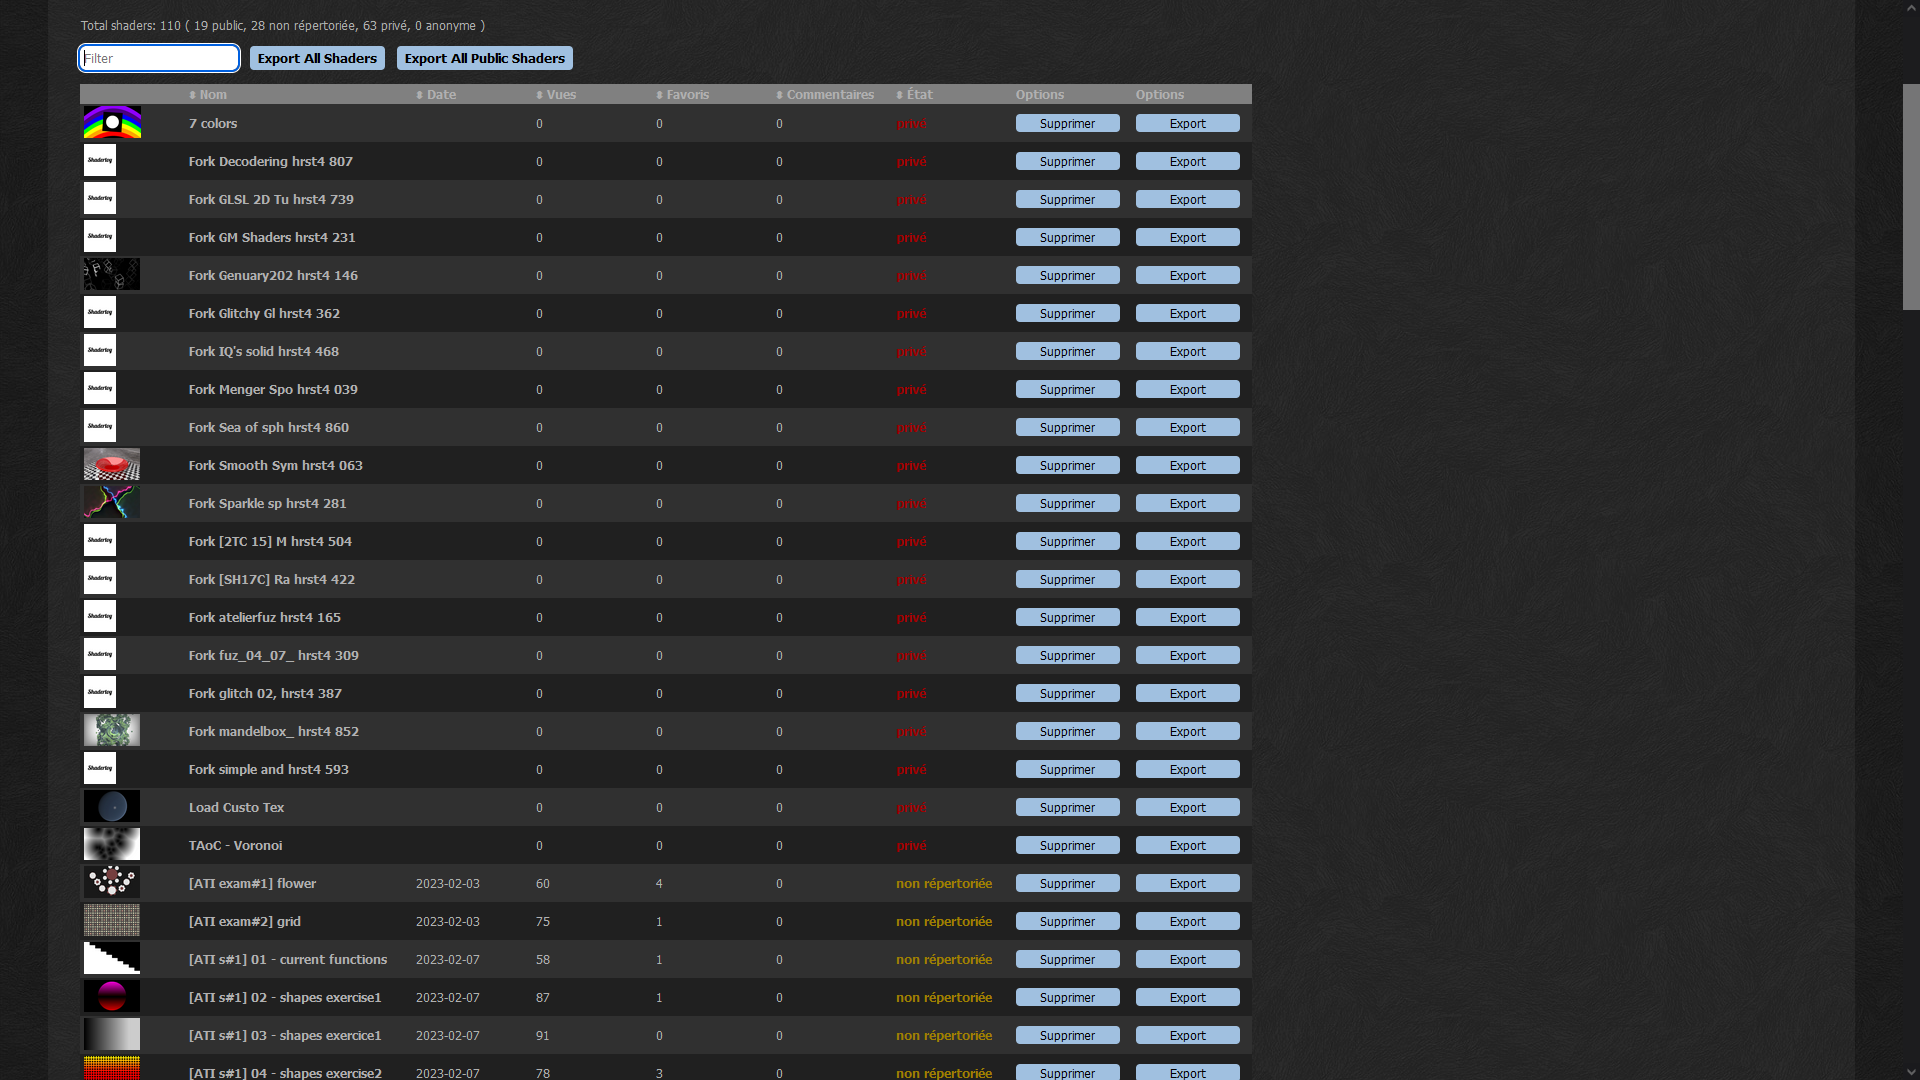 Total shaders: 110 ( 19 public, 28 non répertoriée, 63 privé, 0 anonyme )
Filter Export All Shaders Export All Public Shaders
Nom Date Vues Favoris Commentaires État Options Options
7 colors 0 0 0 privé Supprimer Export
Shadertoy Fork Decodering hrst4 807 0 0 0 privé Supprimer Export
Shadertoy Fork GLSL 2D Tu hrst4 739 0 0 0 privé Supprimer Export
Shadertoy Fork GM Shaders hrst4 231 0 0 0 privé Supprimer Export
Fork Genuary202 hrst4 146 0 0 0 privé Supprimer Export
Shadertoy Fork Glitchy Gl hrst4 362 0 0 0 privé Supprimer Export
Shadertoy Fork IQ's solid hrst4 468 0 0 0 privé Supprimer Export
Shadertoy Fork Menger Spo hrst4 039 0 0 0 privé Supprimer Export
Shadertoy Fork Sea of sph hrst4 860 0 0 0 privé Supprimer Export
Fork Smooth Sym hrst4 063 0 0 0 privé Supprimer Export
Fork Sparkle sp hrst4 281 0 0 0 privé Supprimer Export
Shadertoy Fork [2TC 15] M hrst4 504 0 0 0 privé Supprimer Export
Shadertoy Fork [SH17C] Ra hrst4 422 0 0 0 privé Supprimer Export
Shadertoy Fork atelierfuz hrst4 165 0 0 0 privé Supprimer Export
Shadertoy Fork fuz_04_07_ hrst4 309 0 0 0 privé Supprimer Export
Shadertoy Fork glitch 02, hrst4 387 0 0 0 privé Supprimer Export
Fork mandelbox_ hrst4 852 0 0 0 privé Supprimer Export
Shadertoy Fork simple and hrst4 593 0 0 0 privé Supprimer Export
Load Custo Tex 0 0 0 privé Supprimer Export
TAoC - Voronoi 0 0 0 privé Supprimer Export
[ATI exam#1] flower 2023-02-03 60 4 0 non répertoriée Supprimer Export
[ATI exam#2] grid 2023-02-03 75 1 0 non répertoriée Supprimer Export
[ATI s#1] 01 - current functions 2023-02-07 58 1 0 non répertoriée Supprimer Export
[ATI s#1] 02 - shapes exercise1 2023-02-07 87 1 0 non répertoriée Supprimer Export
[ATI s#1] 03 - shapes exercice1 2023-02-07 91 0 0 non répertoriée Supprimer Export
[ATI s#1] 04 - shapes exercise2 2023-02-07 78 3 0 non répertoriée Supprimer Export